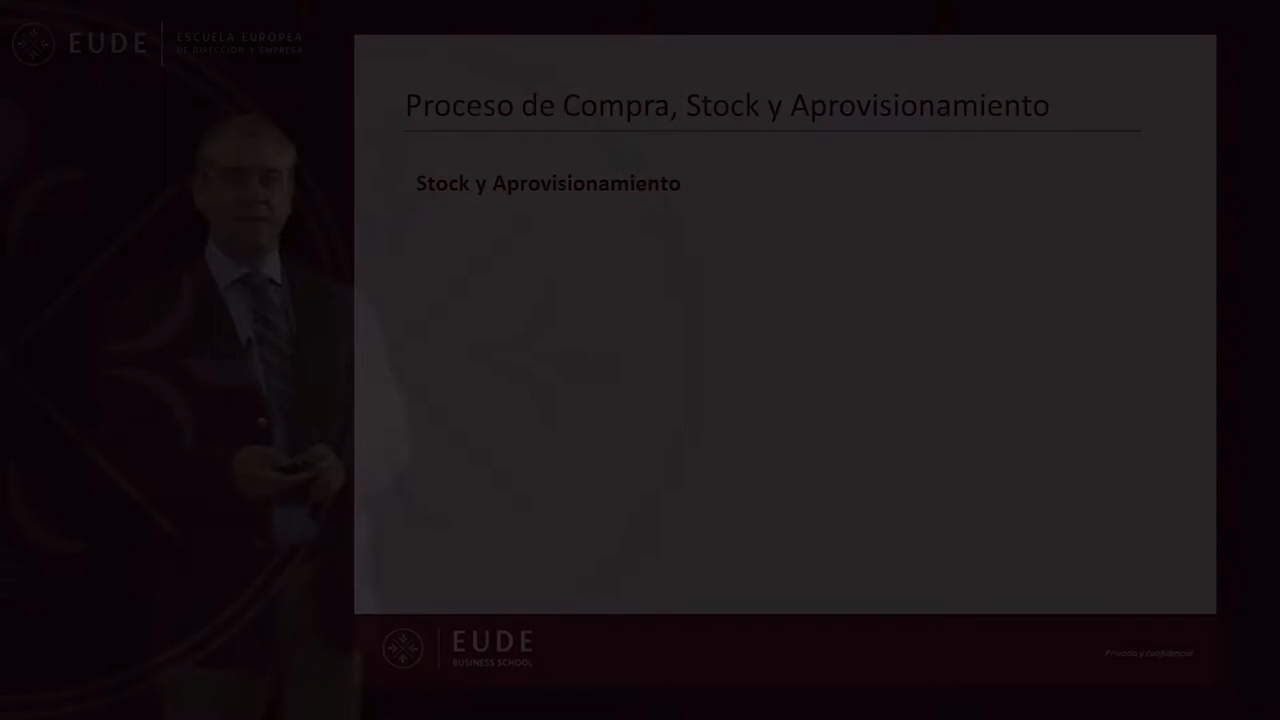 EUDE
ESCUELA EUROPEA
DE DIRECCIÓN Y EMPRESA
Proceso de Compra, Stock y Aprovisionamiento
Stock y Aprovisionamiento
EUDE
BUSINESS SCHOOL
Privado y confidencial.